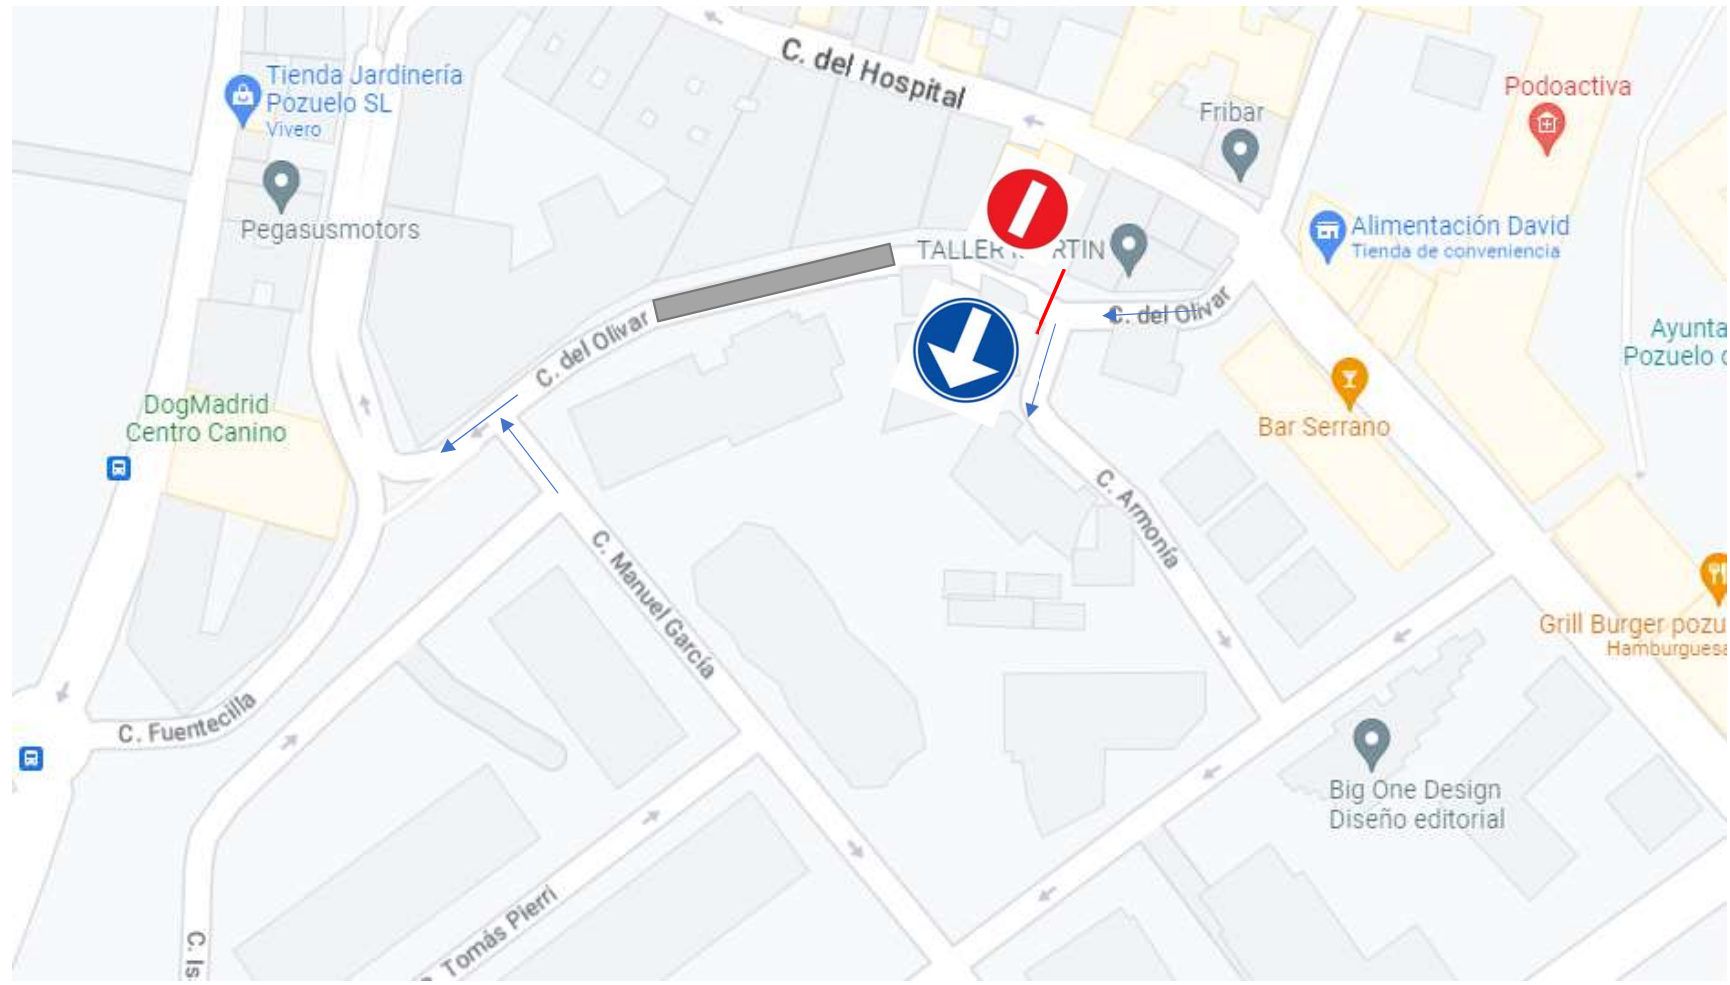 C. del Hospital
Tienda Jardinería
Pozuelo SL
Vivero
Podoactiva
Fribar
Pegasusmotors
Alimentación David
Tienda de conveniencia
TALLER
RTIN
C. del Olivar
C. del Olivar
Ayunta
Pozuelo
DogMadrid
Centro Canino
Bar Serrano
C. Armonía
C. Manuel García
Grill Burger pozu
Hamburguesa
C. Fuentecilla
Big One Design
Diseño editorial
C. Is
Tomás Pierri